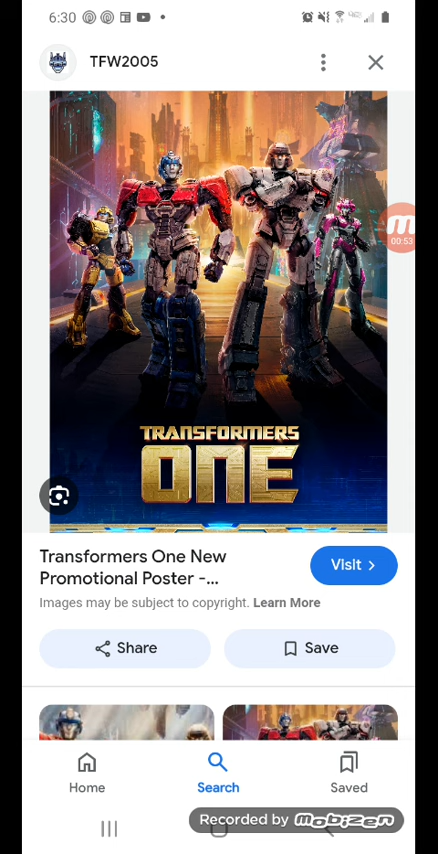 6:30
TFW2005
00:53
TRANSFORMERS
ONE
Transformers One New
Promotional Poster -...
Visit
Images may be subject to copyright. Learn More
Share
Save
Home
Search
Saved
Recorded by MOBIZEN